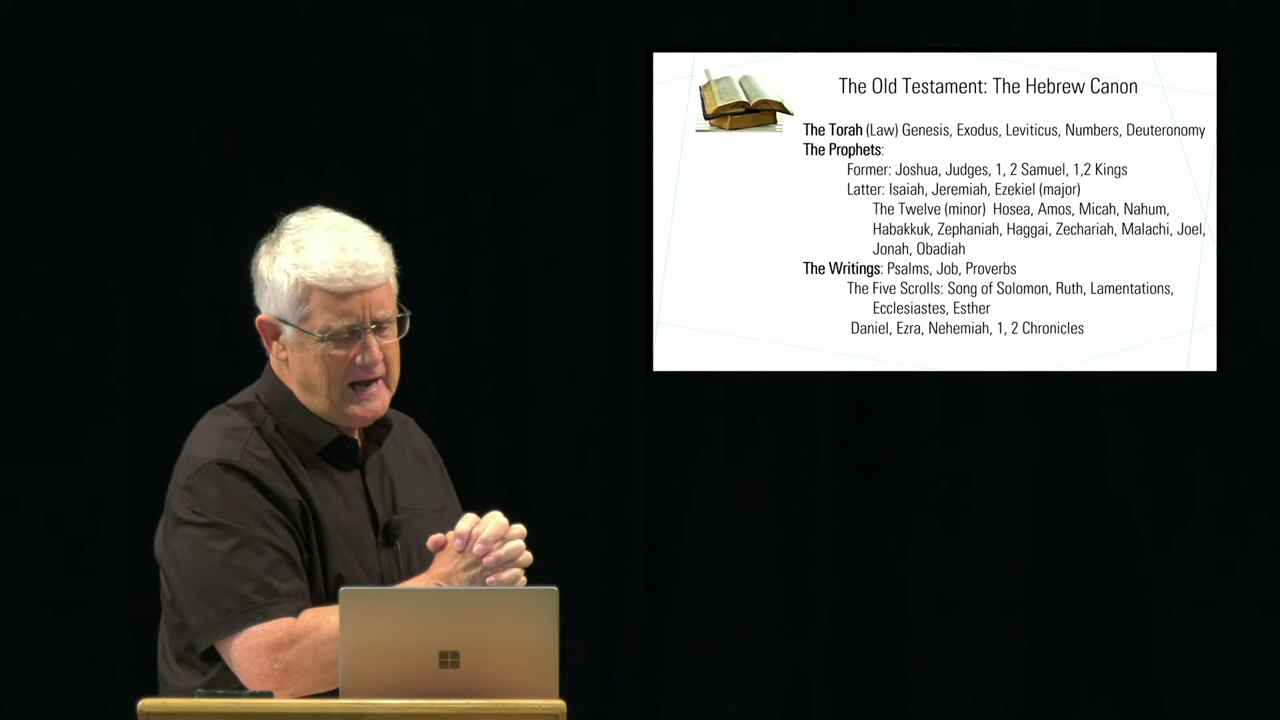 The Old Testament: The Hebrew Canon
The Torah (Law) Genesis, Exodus, Leviticus, Numbers, Deuteronomy
The Prophets:
Former: Joshua, Judges, 1, 2 Samuel, 1,2 Kings
Latter: Isaiah, Jeremiah, Ezekiel (major)
The Twelve (minor) Hosea, Amos, Micah, Nahum,
Habakkuk, Zephaniah, Haggai, Zechariah, Malachi, Joel,
Jonah, Obadiah
The Writings: Psalms, Job, Proverbs
The Five Scrolls: Song of Solomon, Ruth, Lamentations,
Ecclesiastes, Esther
Daniel, Ezra, Nehemiah, 1, 2 Chronicles